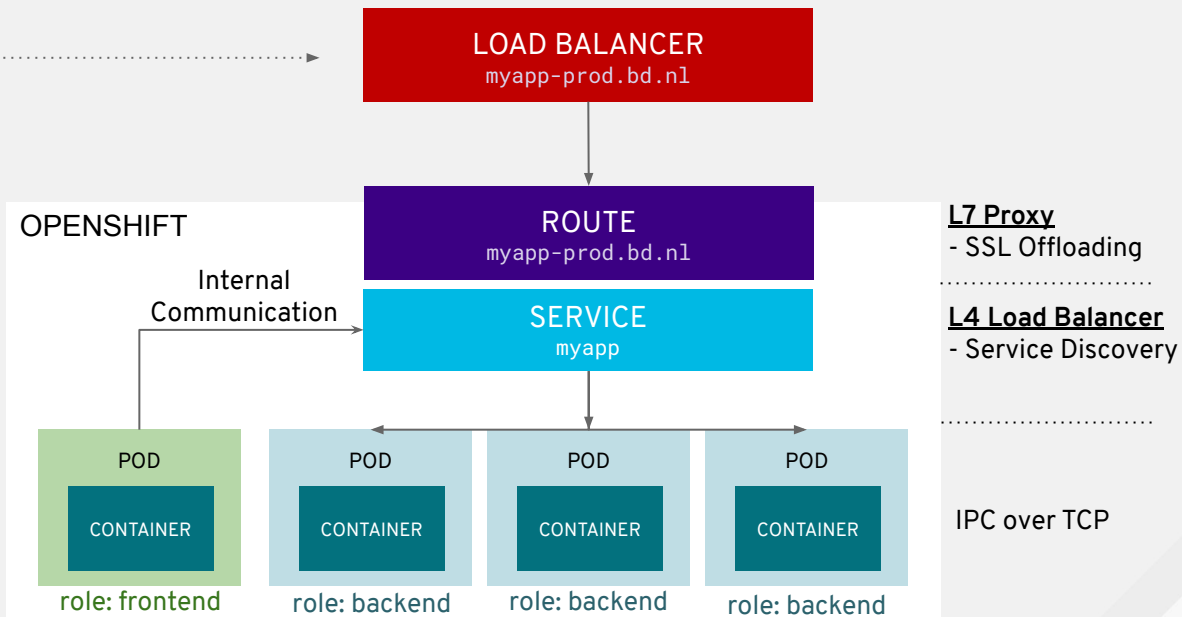 LOAD BALANCER
myapp-prod.bd.nl
OPENSHIFT
ROUTE
myapp-prod.bd.nl
L7 Proxy
- SSL Offloading
Internal
Communication
SERVICE
myapp
L4 Load Balancer
- Service Discovery
POD
POD
POD
POD
CONTAINER
CONTAINER
CONTAINER
CONTAINER
IPC over TCP
role: frontend
role: backend
role: backend
role: backend